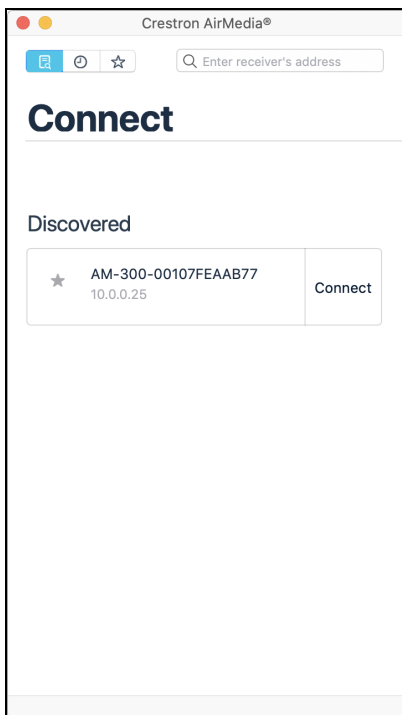 Crestron AirMedia®
Enter receiver's address
Connect
Discovered
AM-300-00107FEAAB77
10.0.0.25
Connect